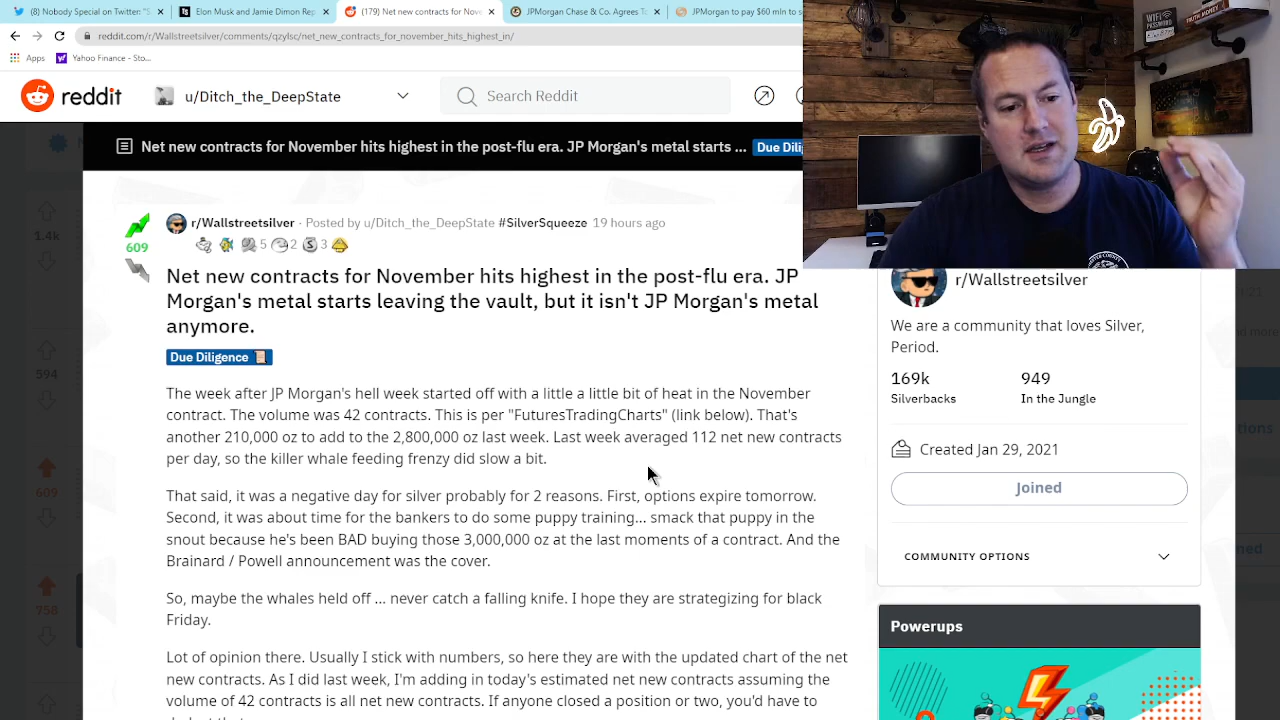 (2) Nobody Special on Twitter "S
Elon Musk and Jamie Dimon Rep
(179) Net new contracts for Nove
JPMorgan Chase & Co. Agrees T
JPMorgan to pay $60 mln to s
reddit.com/r/Wallstreetsilver/comments/qzyls
net_new_contracts_for_november_hits_highest_in/
Apps
Yahoo Finance - Sto...
reddit
u/Ditch_the_DeepState
Search Reddit
WIFI
PASSWORD
TRUTH MONEY
Net new contracts for November hits highest in the post-flu era. JP Morgan's metal starts ...
Due Dili
r/Wallstreetsilver · Posted by u/Ditch_the_DeepState #SilverSqueeze 19 hours ago
609
5
2
3
1.4k
594
609
758
Net new contracts for November hits highest in the post-flu era. JP
Morgan's metal starts leaving the vault, but it isn't JP Morgan's metal
anymore.
Due Diligence
The week after JP Morgan's hell week started off with a little a little bit of heat in the November
contract. The volume was 42 contracts. This is per "FuturesTradingCharts" (link below). That's
another 210,000 oz to add to the 2,800,000 oz last week. Last week averaged 112 net new contracts
per day, so the killer whale feeding frenzy did slow a bit.
That said, it was a negative day for silver probably for 2 reasons. First, options expire tomorrow.
Second, it was about time for the bankers to do some puppy training... smack that puppy in the
snout because he's been BAD buying those 3,000,000 oz at the last moments of a contract. And the
Brainard / Powell announcement was the cover.
So, maybe the whales held off ... never catch a falling knife. I hope they are strategizing for black
Friday.
Lot of opinion there. Usually I stick with numbers, so here they are with the updated chart of the net
new contracts. As I did last week, I'm adding in today's estimated net new contracts assuming the
volume of 42 contracts is all net new contracts. If anyone closed a position or two, you'd have to
r/Wallstreetsilver
We are a community that loves Silver,
Period.
169k
949
Silverbacks
In the Jungle
Created Jan 29, 2021
Joined
COMMUNITY OPTIONS
Powerups